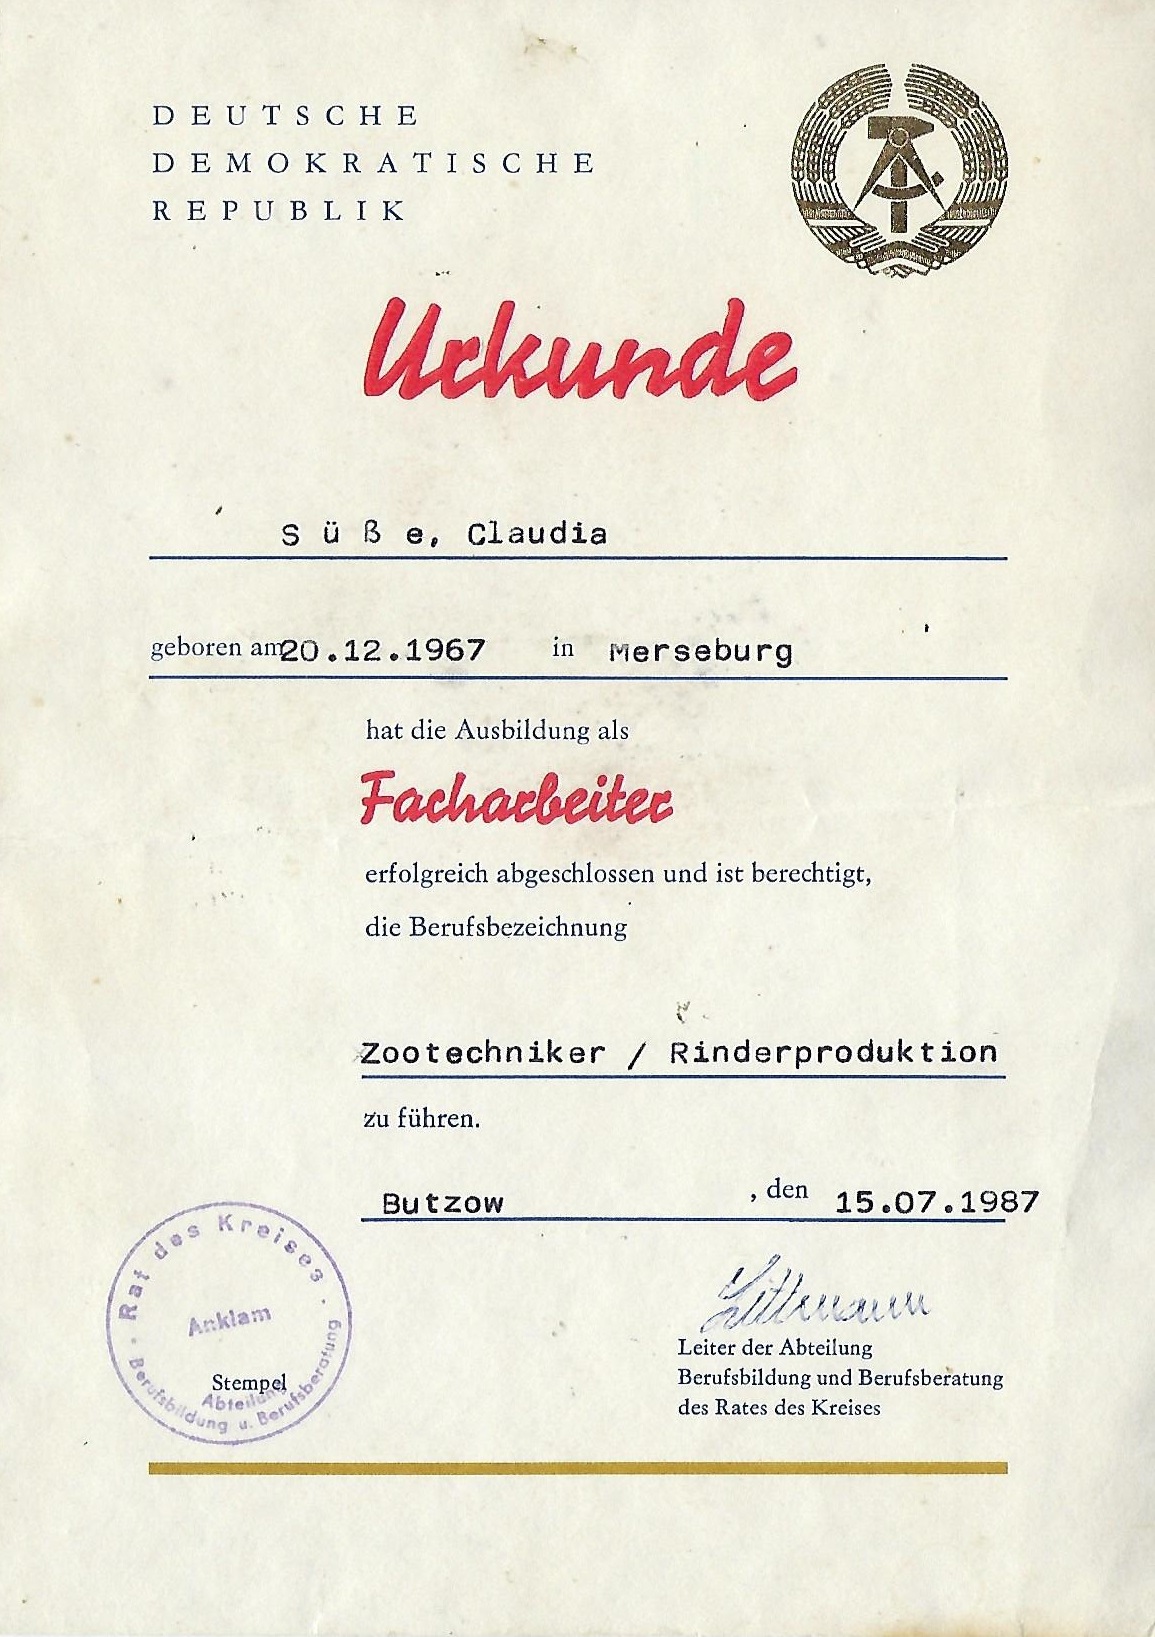 DEUTSCHE
DEMOKRATISCHE
REPUBLIK
Urkunde
S ü ß e, Claudia
geboren am 20.12.1967 in Merseburg
hat die Ausbildung als
Facharbeiter
erfolgreich abgeschlossen und ist berechtigt,
die Berufsbezeichnung
Zootechniker / Rinderproduktion
zu führen.
Butzow , den 15.07.1987
Rat des Kreises
Anklam
Stempel
Abteilung
Berufsbildung u. Berufsberatung
Littmann
Leiter der Abteilung
Berufsbildung und Berufsberatung
des Rates des Kreises